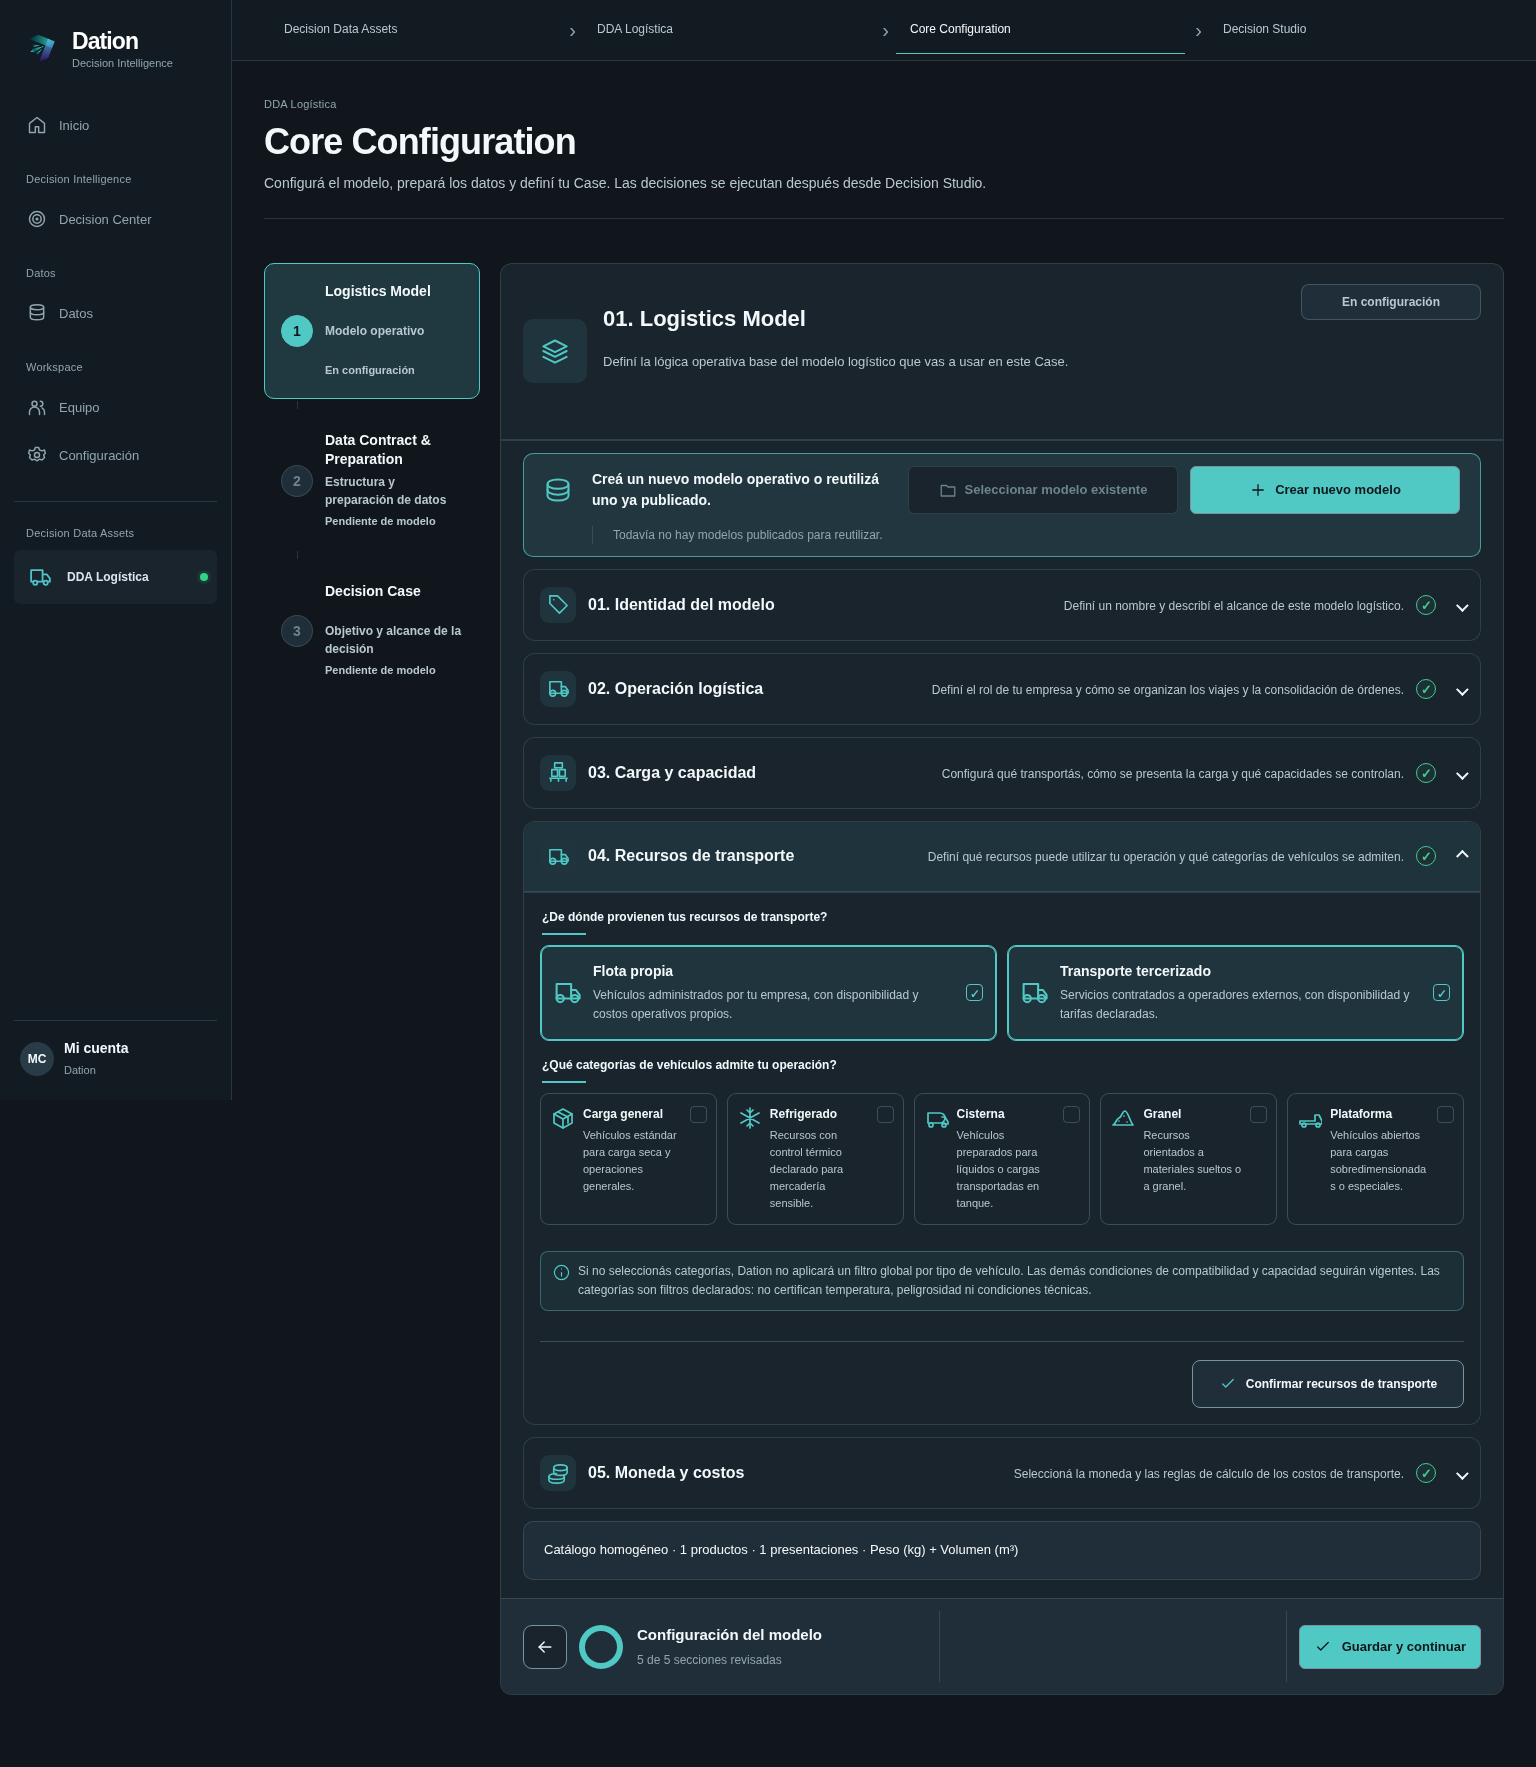 Dation
Decision Intelligence
Inicio
Decision Intelligence
Decision Center
Datos
Datos
Workspace
Equipo
Configuración
Decision Data Assets
DDA Logística
MC
Mi cuenta
Dation
Decision Data Assets
DDA Logística
Core Configuration
Decision Studio
DDA Logística
Core Configuration
Configurá el modelo, prepará los datos y definí tu Case. Las decisiones se ejecutan después desde Decision Studio.
Logistics Model
1
Modelo operativo
En configuración
Data Contract &
Preparation
2
Estructura y
preparación de datos
Pendiente de modelo
Decision Case
3
Objetivo y alcance de la
decisión
Pendiente de modelo
En configuración
01. Logistics Model
Definí la lógica operativa base del modelo logístico que vas a usar en este Case.
Creá un nuevo modelo operativo o reutilizá
uno ya publicado.
Seleccionar modelo existente
Crear nuevo modelo
Todavía no hay modelos publicados para reutilizar.
01. Identidad del modelo
Definí un nombre y describí el alcance de este modelo logístico.
02. Operación logística
Definí el rol de tu empresa y cómo se organizan los viajes y la consolidación de órdenes.
03. Carga y capacidad
Configurá qué transportás, cómo se presenta la carga y qué capacidades se controlan.
04. Recursos de transporte
Definí qué recursos puede utilizar tu operación y qué categorías de vehículos se admiten.
¿De dónde provienen tus recursos de transporte?
Flota propia
Vehículos administrados por tu empresa, con disponibilidad y
costos operativos propios.
Transporte tercerizado
Servicios contratados a operadores externos, con disponibilidad y
tarifas declaradas.
¿Qué categorías de vehículos admite tu operación?
Carga general
Vehículos estándar
para carga seca y
operaciones
generales.
Refrigerado
Recursos con
control térmico
declarado para
mercadería
sensible.
Cisterna
Vehículos
preparados para
líquidos o cargas
transportadas en
tanque.
Granel
Recursos
orientados a
materiales sueltos o
a granel.
Plataforma
Vehículos abiertos
para cargas
sobredimensionada
s o especiales.
Si no seleccionás categorías, Dation no aplicará un filtro global por tipo de vehículo. Las demás condiciones de compatibilidad y capacidad seguirán vigentes. Las
categorías son filtros declarados: no certifican temperatura, peligrosidad ni condiciones técnicas.
Confirmar recursos de transporte
05. Moneda y costos
Seleccioná la moneda y las reglas de cálculo de los costos de transporte.
Catálogo homogéneo · 1 productos · 1 presentaciones · Peso (kg) + Volumen (m³)
Configuración del modelo
5 de 5 secciones revisadas
Guardar y continuar